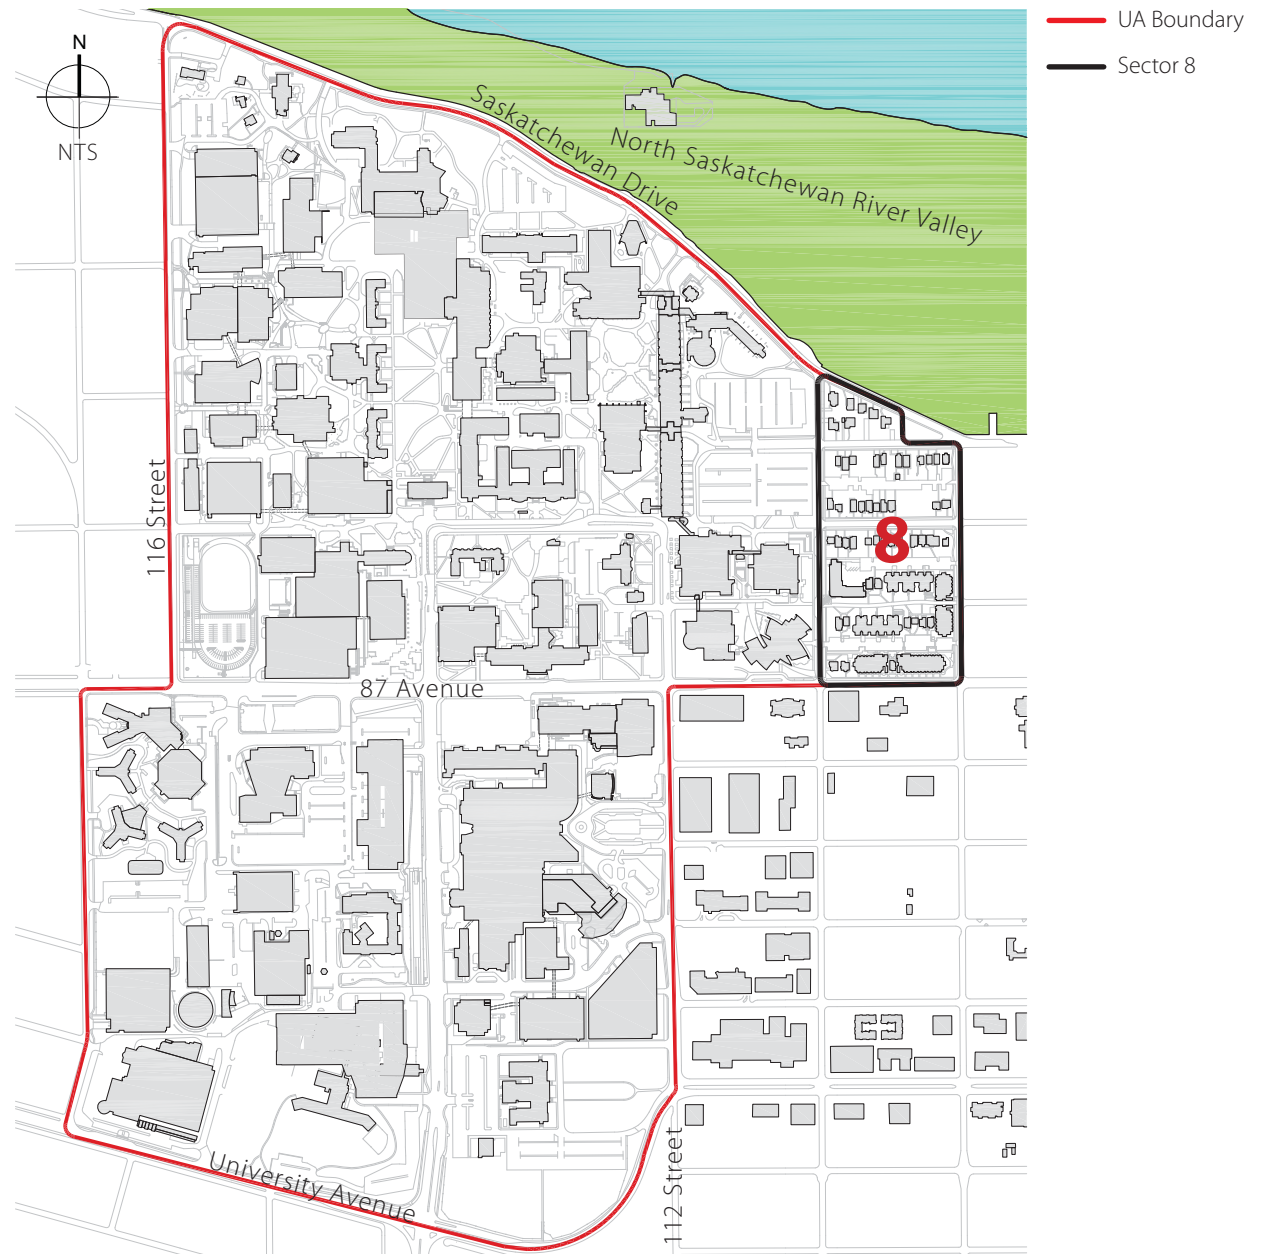 UA Boundary
Sector 8
N
NTS
Saskatchewan Drive
North Saskatchewan River Valley
116 Street
8
87 Avenue
University Avenue
112 Street